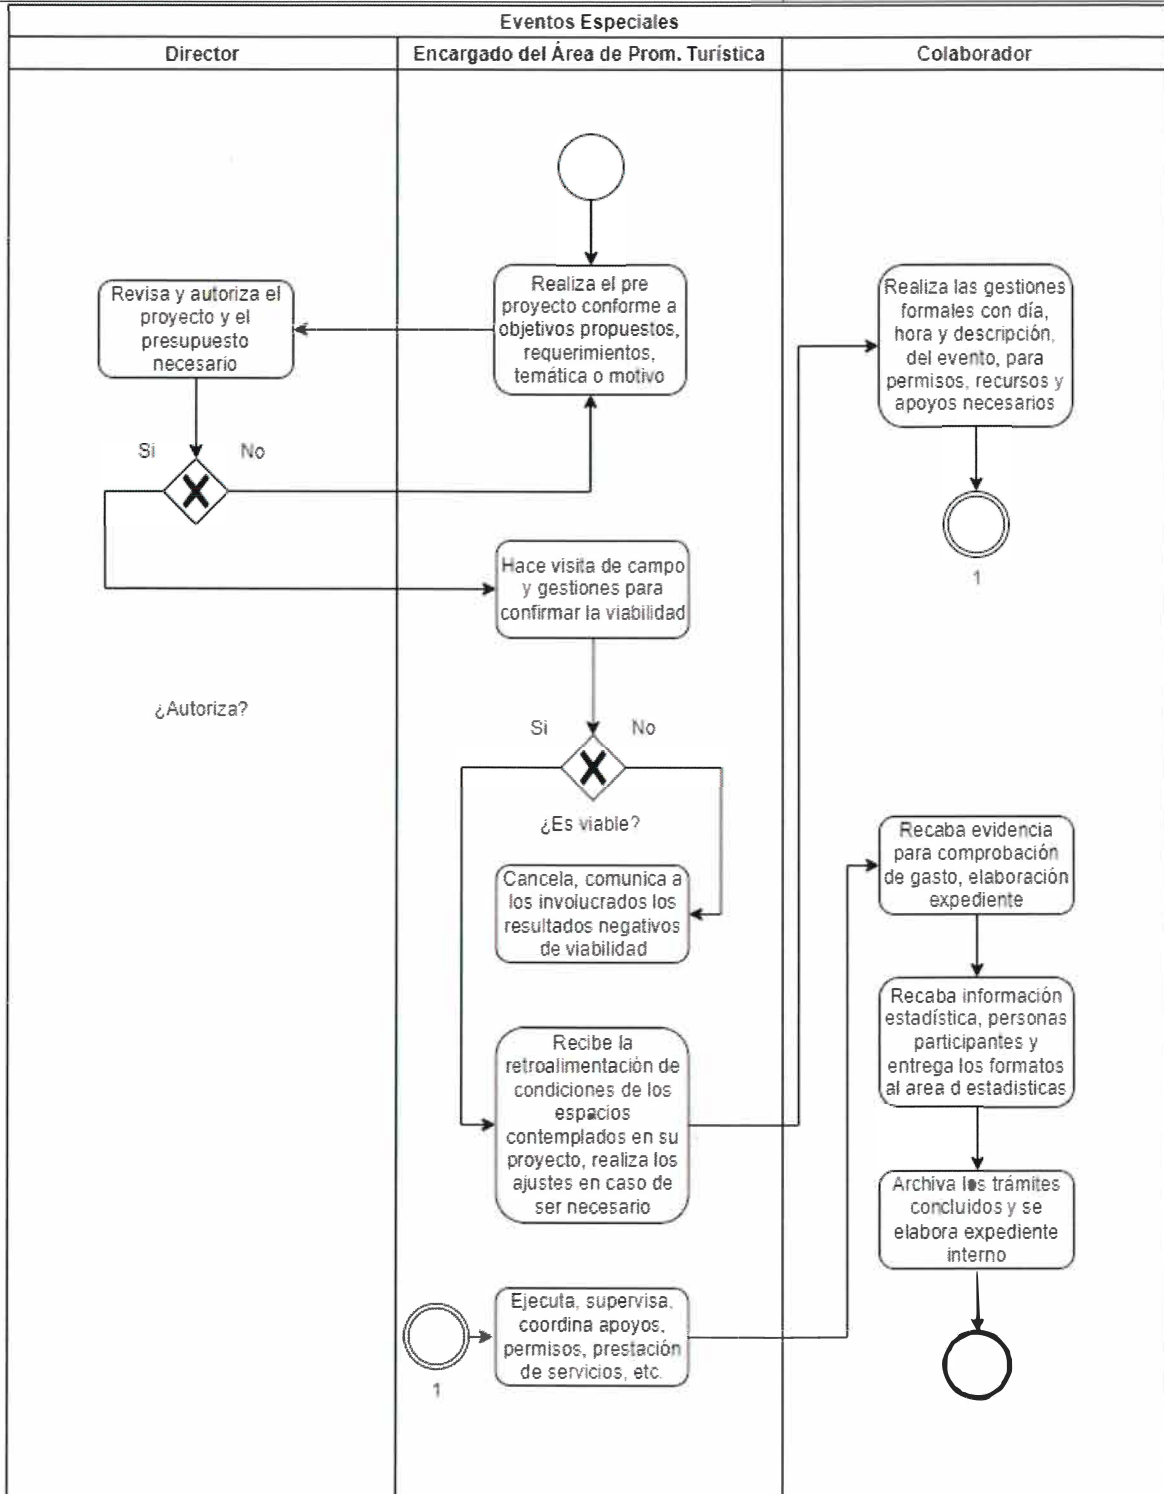 Eventos Especiales
Director
Encargado del Área de Prom. Turística
Colaborador
Realiza el pre
proyecto conforme a
objetivos propuestos,
requerimientos,
temática o motivo
Revisa y autoriza el
proyecto y el
presupuesto
necesario
Si
No
¿Autoriza?
Hace visita de campo
y gestiones para
confirmar la viabilidad
Si
No
¿Es viable?
Cancela, comunica a
los involucrados los
resultados negativos
de viabilidad
Recibe la
retroalimentación de
condiciones de los
espacios
contemplados en su
proyecto, realiza los
ajustes en caso de
ser necesario
Realiza las gestiones
formales con día,
hora y descripción,
del evento, para
permisos, recursos y
apoyos necesarios
1
1
Ejecuta, supervisa,
coordina apoyos,
permisos, prestación
de servicios, etc.
Recaba evidencia
para comprobación
de gasto, elaboración
expediente
Recaba información
estadística, personas
participantes y
entrega los formatos
al area d estadisticas
Archiva los trámites
concluidos y se
elabora expediente
interno